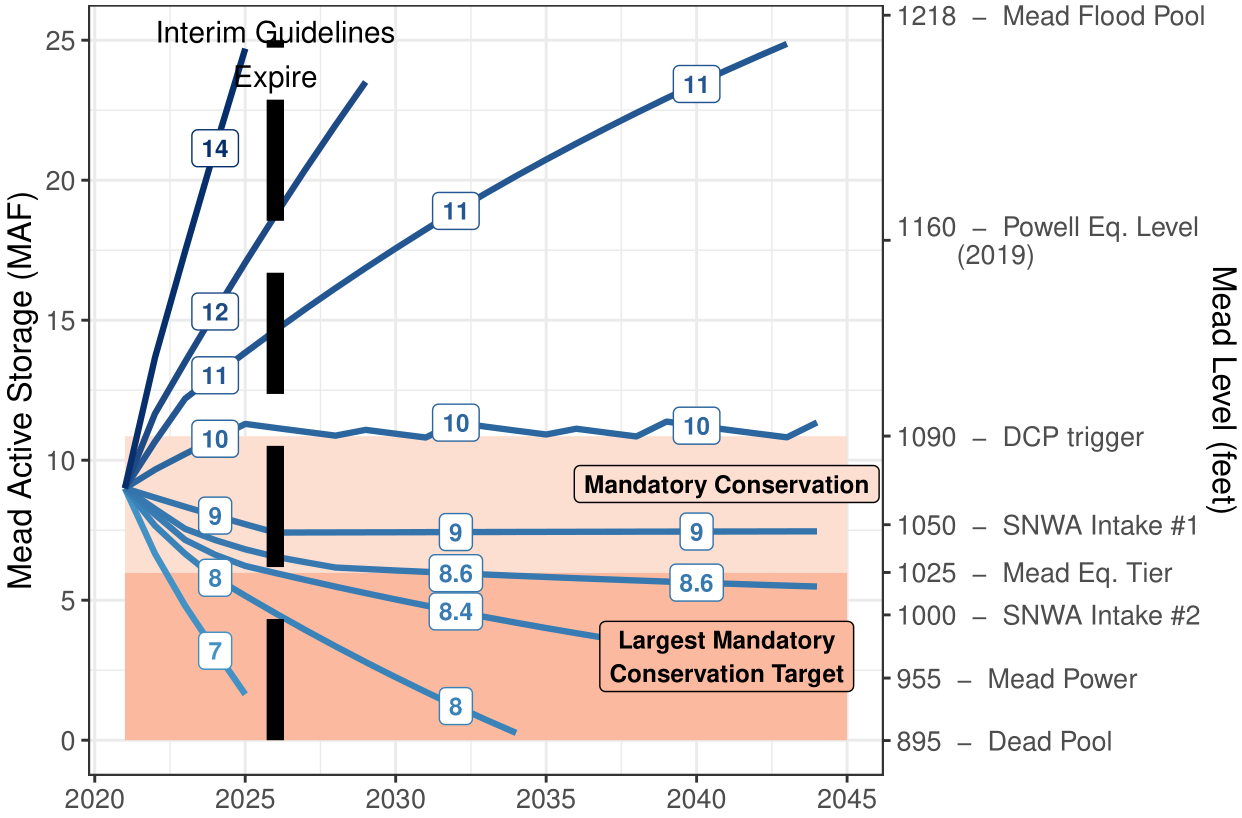 Interim Guidelines
Expire
Mead Active Storage (MAF)
25
20
15
10
5
0
2020
2025
2030
2035
2040
2045
14
12
11
11
11
10
10
10
9
9
9
8.6
8.6
8.4
8
8
7
Mandatory Conservation
Largest Mandatory
Conservation Target
1218 – Mead Flood Pool
1160 – Powell Eq. Level
(2019)
1090 – DCP trigger
1050 – SNWA Intake #1
1025 – Mead Eq. Tier
1000 – SNWA Intake #2
955 – Mead Power
895 – Dead Pool
Mead Level (feet)